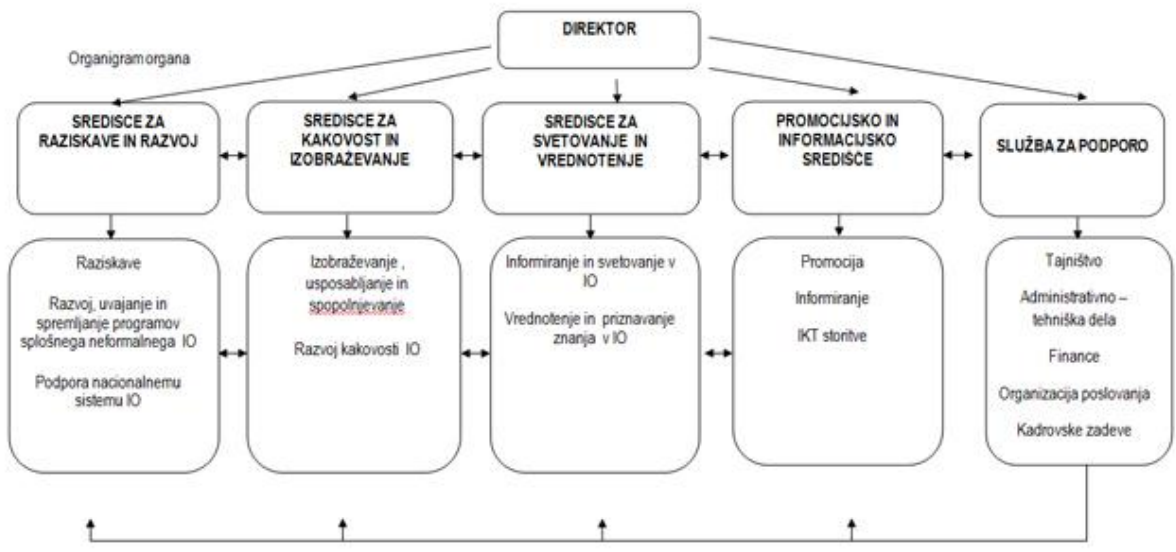 DIREKTOR
Organigram organa
SREDISCE ZA
RAZISKAVE IN RAZVOJ
SREDISCE ZA
KAKOVOST IN
IZOBRAŽEVANJE
SREDISCE ZA
SVETOVANJE IN
VREDNOTENJE
PROMOCIJSKO IN
INFORMACIJSKO
SREDIŠČE
SLUŽBA ZA PODPORO
Raziskave
Razvoj, uvajanje in
spremljanje programov
splošnega neformalnega IO
Podpora nacionalnemu
sistemu IO
Izobraževanje ,
usposabljanje in
spopolnjevanje
Razvoj kakovosti IO
Informiranje in svetovanje v
IO
Vrednotenje in priznavanje
znanja v IO
Promocija
Informiranje
IKT storitve
Tajništvo
Administrativno –
tehniška dela
Finance
Organizacija poslovanja
Kadrovske zadeve